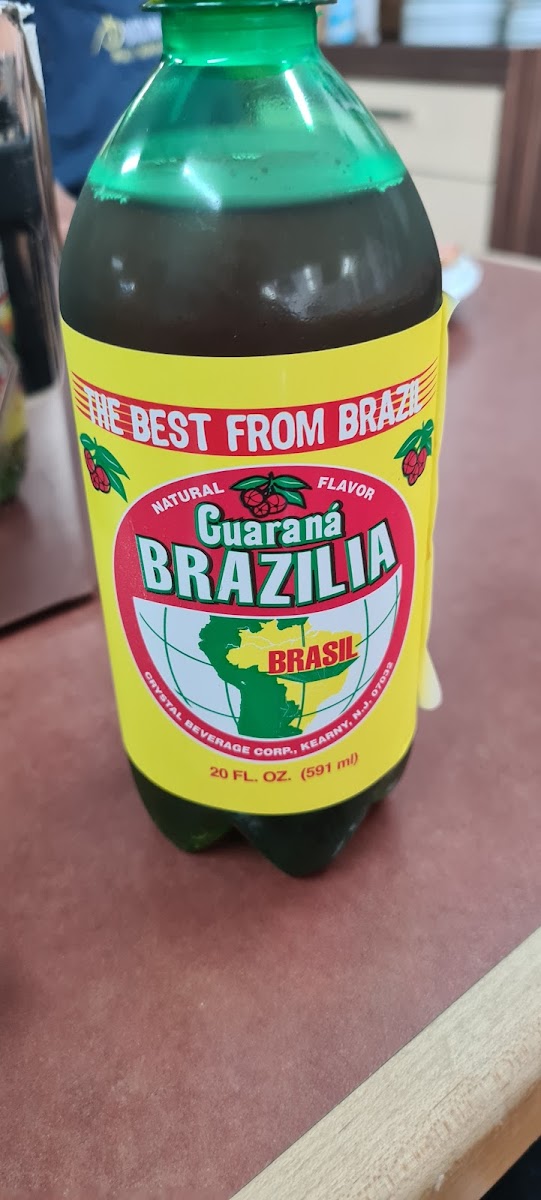 THE BEST FROM BRAZIL
NATURAL FLAVOR
Guaraná
BRAZILIA
BRASIL
CRYSTAL BEVERAGE CORP., KEARNY, N.J. 07032
20 FL. OZ. (591 ml)